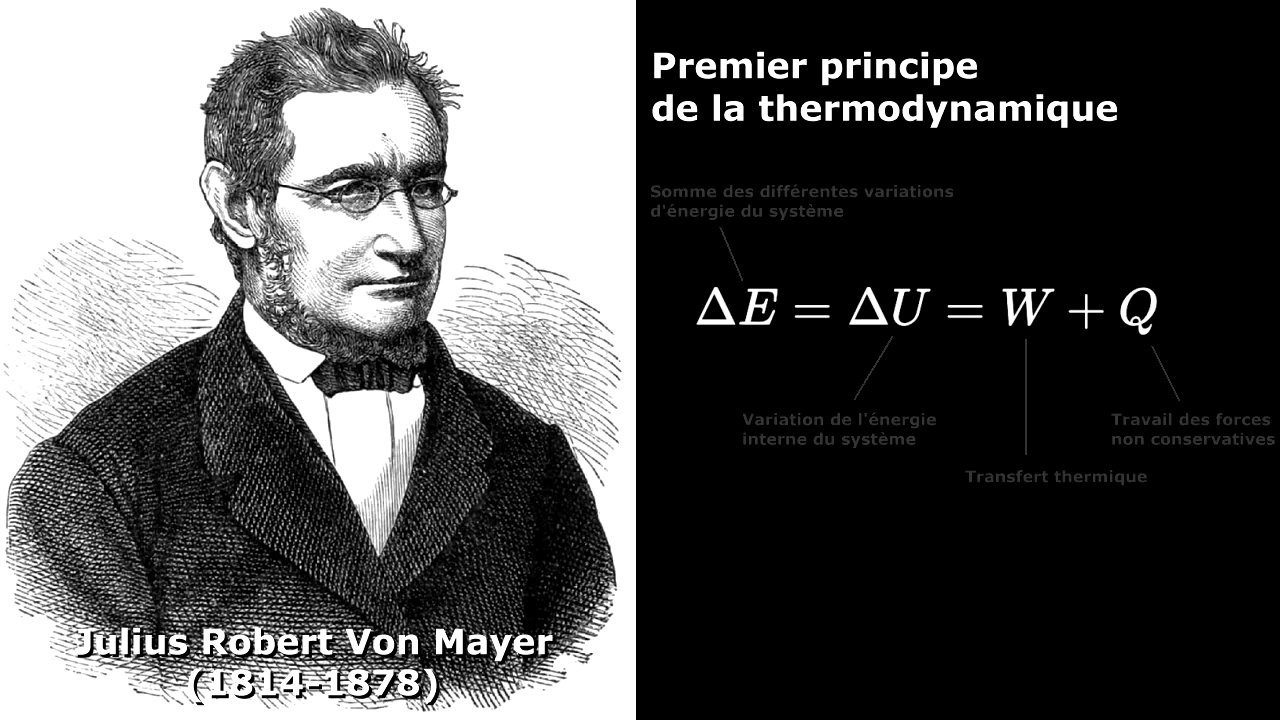 Julius Robert Von Mayer
(1814-1878)
Premier principe
de la thermodynamique
Somme des différentes variations
d'énergie du système
ΔE = ΔU = W + Q
Variation de l'énergie
interne du système
Travail des forces
non conservatives
Transfert thermique